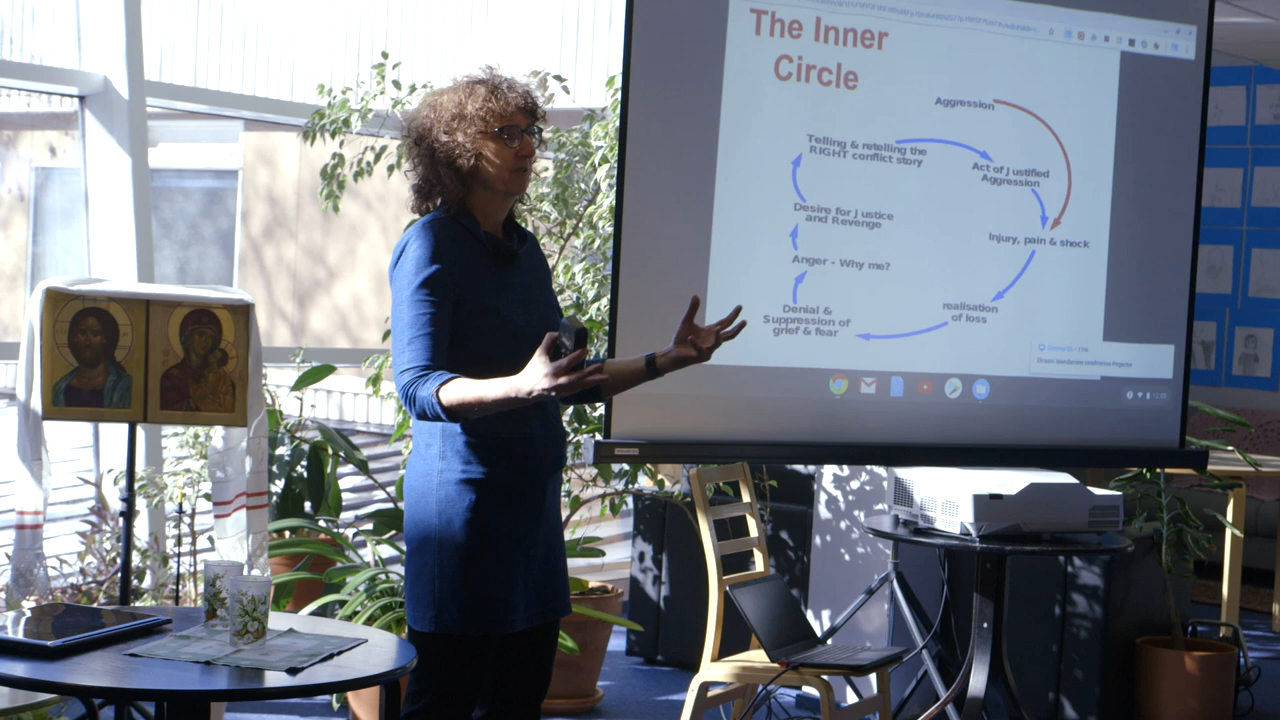 The Inner
Circle
Aggression
Telling & retelling the
RIGHT conflict story
Act of Justified
Aggression
Desire for Justice
and Revenge
Injury, pain & shock
Anger - Why me?
realisation
of loss
Denial &
Suppression of
grief & fear